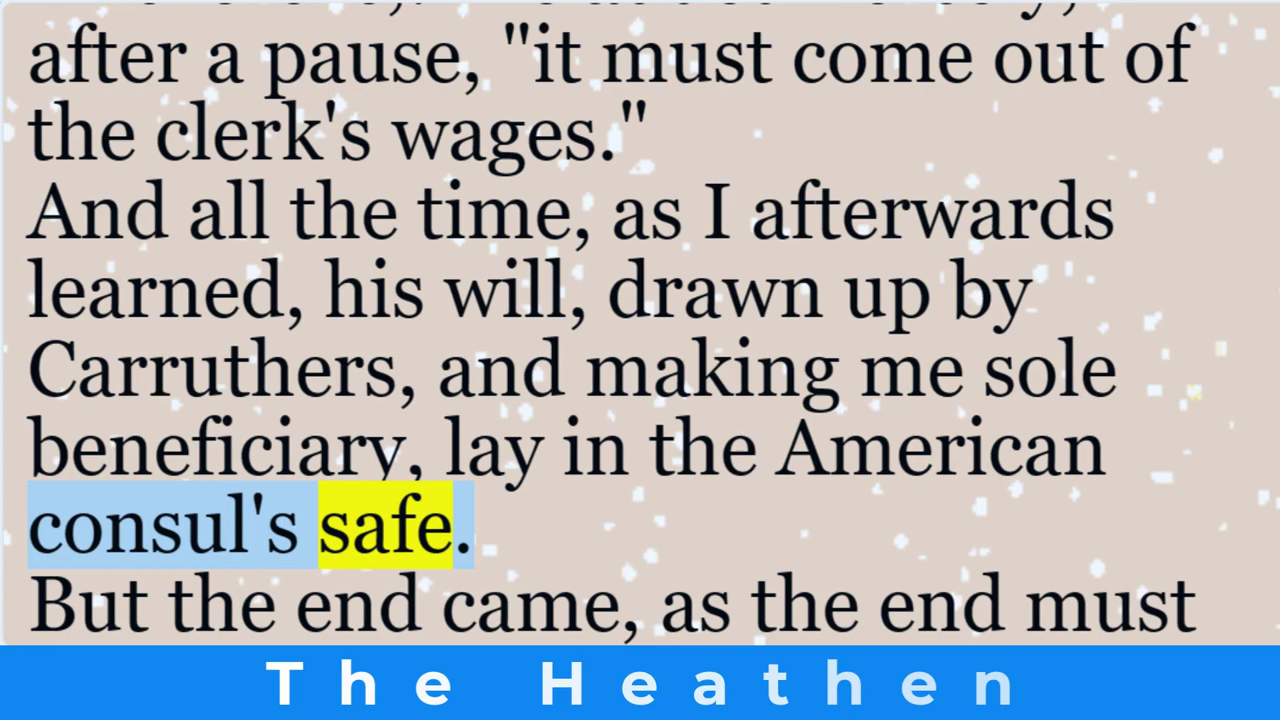 after a pause, "it must come out of
the clerk's wages."
And all the time, as I afterwards
learned, his will, drawn up by
Carruthers, and making me sole
beneficiary, lay in the American
consul's safe.
But the end came, as the end must
The Heathen